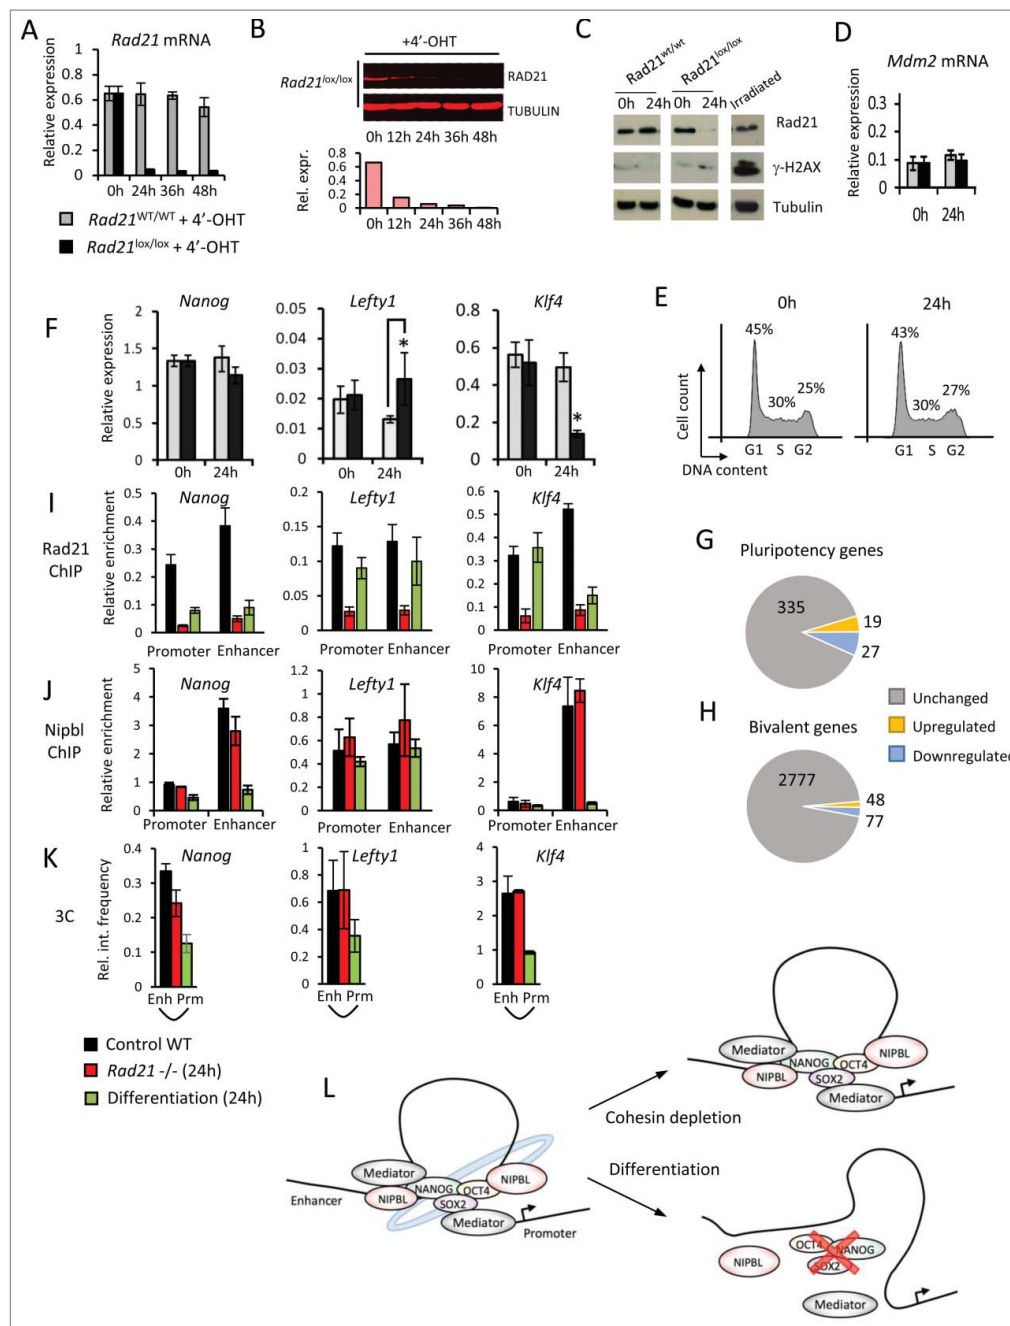 A
Rad21 mRNA
Relative expression
1
0.8
0.6
0.4
0.2
0
0h
24h
36h
48h
Rad21WT/WT + 4’-OHT
Rad21lox/lox + 4’-OHT
B
+4’-OHT
Rad21lox/lox
RAD21
TUBULIN
0h 12h 24h 36h 48h
Rel. expr.
0.8
0.6
0.4
0.2
0
0h 12h 24h 36h 48h
C
Rad21wt/wt
Rad21lox/lox
Irradiated
0h 24h 0h 24h
Rad21
γ-H2AX
Tubulin
D
Mdm2 mRNA
Relative expression
0.3
0.2
0.1
0
0h
24h
E
0h
24h
45%
30%
25%
43%
30%
27%
Cell count
G1 S G2
G1 S G2
DNA content
F
Nanog
Relative expression
2
1.5
1
0.5
0
0h
24h
Lefty1
0.05
0.04
0.03
0.02
0.01
0
*
0h
24h
Klf4
0.8
0.6
0.4
0.2
0
*
0h
24h
G
Pluripotency genes
335
19
27
H
Bivalent genes
2777
48
77
Unchanged
Upregulated
Downregulated
I
Rad21
ChIP
Nanog
Relative enrichment
0.5
0.4
0.3
0.2
0.1
0
Promoter Enhancer
Lefty1
0.2
0.15
0.1
0.05
0
Promoter Enhancer
Klf4
0.6
0.5
0.4
0.3
0.2
0.1
0
Promoter Enhancer
J
Nipbl
ChIP
Nanog
Relative enrichment
5
4
3
2
1
0
Promoter Enhancer
Lefty1
1.2
1
0.8
0.6
0.4
0.2
0
Promoter Enhancer
Klf4
10
8
6
4
2
0
Promoter Enhancer
K
3C
Nanog
Rel. int. frequency
0.4
0.3
0.2
0.1
0
Enh Prm
Lefty1
1
0.8
0.6
0.4
0.2
0
Enh Prm
Klf4
4
3
2
1
0
Enh Prm
Control WT
Rad21 -/- (24h)
Differentiation (24h)
L
Mediator
NANOG
OCT4
NIPBL
NIPBL
SOX2
Mediator
Enhancer
Promoter
Cohesin depletion
Differentiation
Mediator
NANOG
OCT4
NIPBL
NIPBL
SOX2
Mediator
OCT4
NANOG
SOX2
NIPBL
Mediator